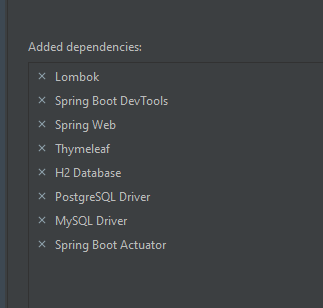 Added dependencies:
Lombok
Spring Boot DevTools
Spring Web
Thymeleaf
H2 Database
PostgreSQL Driver
MySQL Driver
Spring Boot Actuator